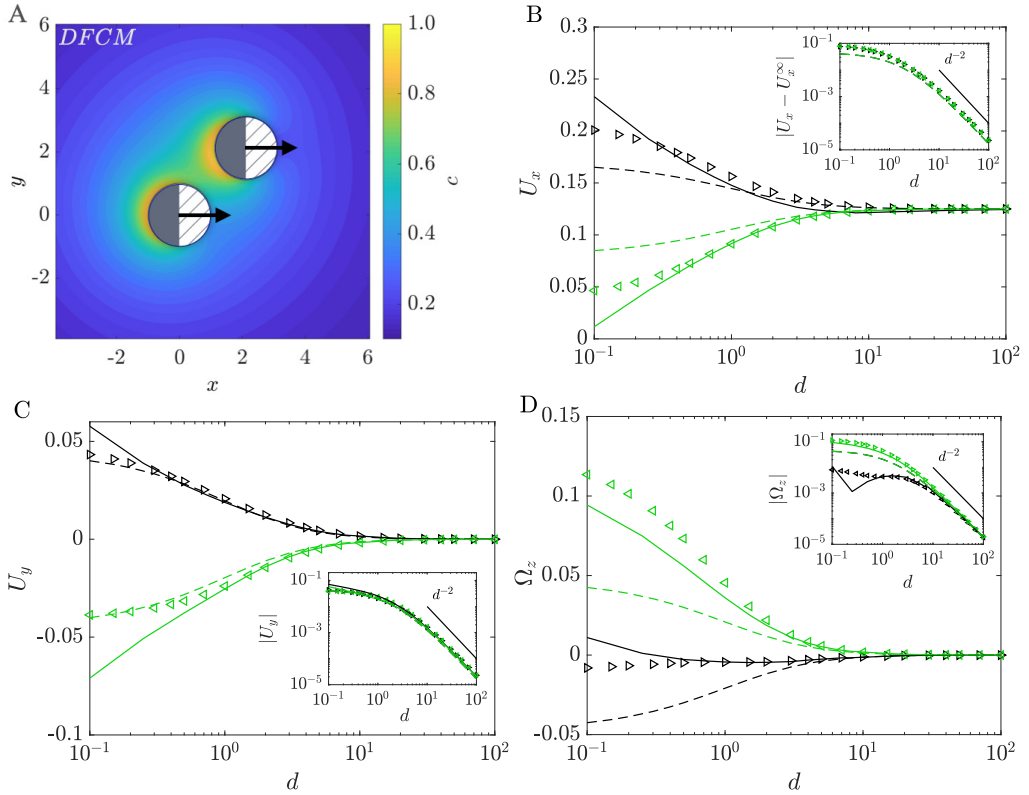 A
DFCM
6
4
2
0
-2
y
-2
0
2
4
6
x
1.0
0.8
0.6
0.4
0.2
c
B
0.3
0.25
0.2
0.15
0.1
0.05
0
U_x
10^-1
10^0
10^1
10^2
d
10^-1
10^-3
10^-5
|U_x − U_x^∞|
d^-2
10^-1
10^0
10^1
10^2
d
C
0.05
0
-0.05
-0.1
U_y
10^-1
10^0
10^1
10^2
d
10^-1
10^-3
10^-5
|U_y|
d^-2
10^-1
10^0
10^1
10^2
d
D
0.15
0.1
0.05
0
-0.05
Ω_z
10^-1
10^0
10^1
10^2
d
10^-1
10^-3
10^-5
|Ω_z|
d^-2
10^-1
10^0
10^1
10^2
d